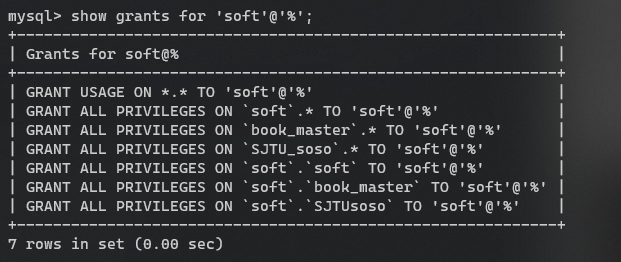 mysql> show grants for 'soft'@'%';
+-----------------------------------------------------------+
| Grants for soft@%                                         |
+-----------------------------------------------------------+
| GRANT USAGE ON *.* TO 'soft'@'%'                          |
| GRANT ALL PRIVILEGES ON `soft`.* TO 'soft'@'%'            |
| GRANT ALL PRIVILEGES ON `book_master`.* TO 'soft'@'%'     |
| GRANT ALL PRIVILEGES ON `SJTU_soso`.* TO 'soft'@'%'       |
| GRANT ALL PRIVILEGES ON `soft`.`soft` TO 'soft'@'%'       |
| GRANT ALL PRIVILEGES ON `soft`.`book_master` TO 'soft'@'%' |
| GRANT ALL PRIVILEGES ON `soft`.`SJTUsoso` TO 'soft'@'%'   |
+-----------------------------------------------------------+
7 rows in set (0.00 sec)